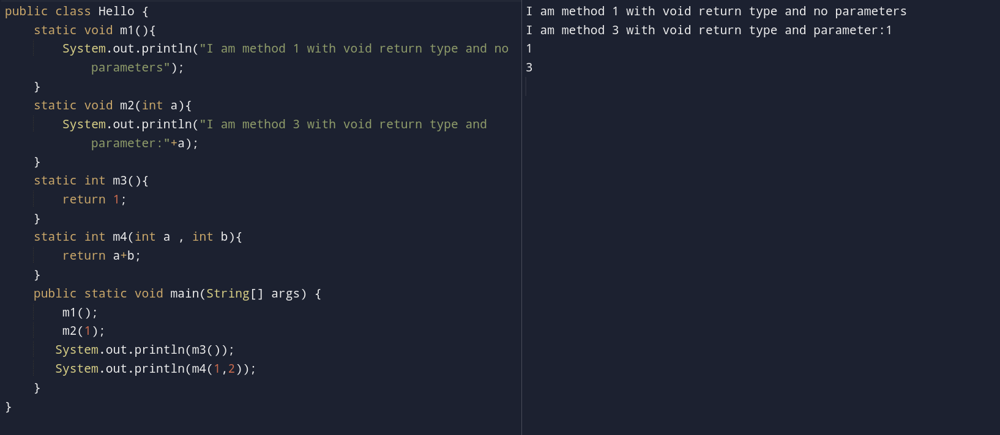 public class Hello {
    static void m1(){
        System.out.println("I am method 1 with void return type and no
            parameters");
    }
    static void m2(int a){
        System.out.println("I am method 3 with void return type and
            parameter:"+a);
    }
    static int m3(){
        return 1;
    }
    static int m4(int a , int b){
        return a+b;
    }
    public static void main(String[] args) {
        m1();
        m2(1);
       System.out.println(m3());
       System.out.println(m4(1,2));
    }
}
I am method 1 with void return type and no parameters
I am method 3 with void return type and parameter:1
1
3